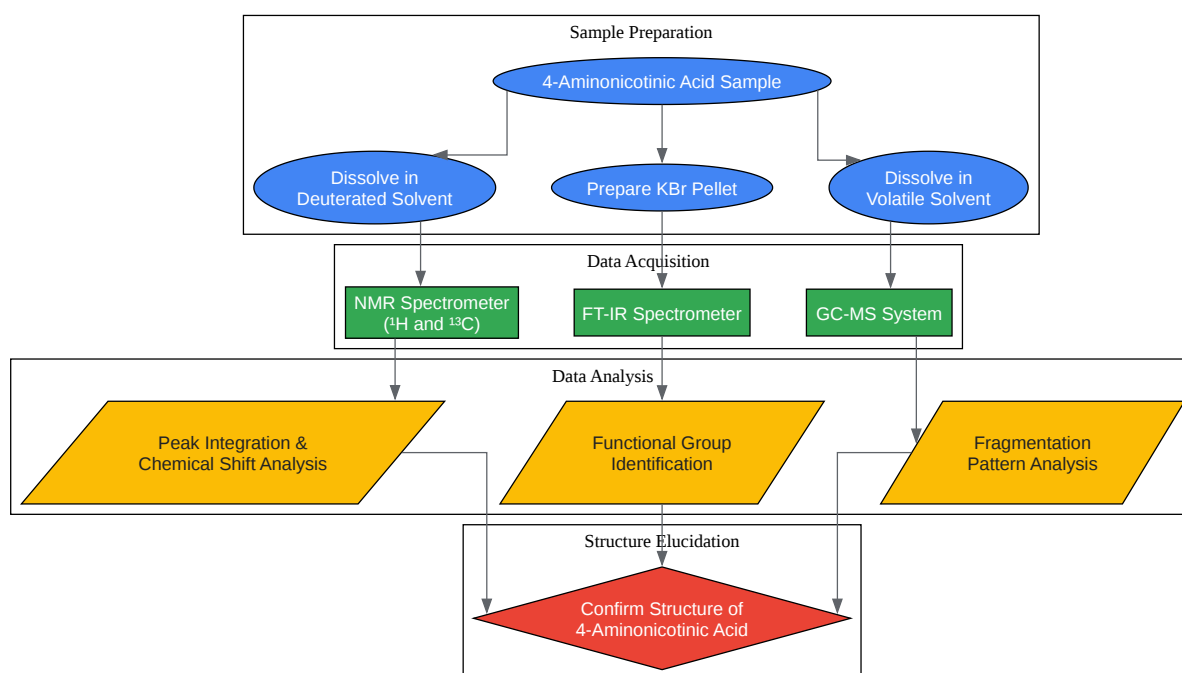 Sample Preparation
4-Aminonicotinic Acid Sample
Dissolve in
Deuterated Solvent
Prepare KBr Pellet
Dissolve in
Volatile Solvent
Data Acquisition
NMR Spectrometer
(¹H and ¹³C)
FT-IR Spectrometer
GC-MS System
Data Analysis
Peak Integration &
Chemical Shift Analysis
Functional Group
Identification
Fragmentation
Pattern Analysis
Structure Elucidation
Confirm Structure of
4-Aminonicotinic Acid